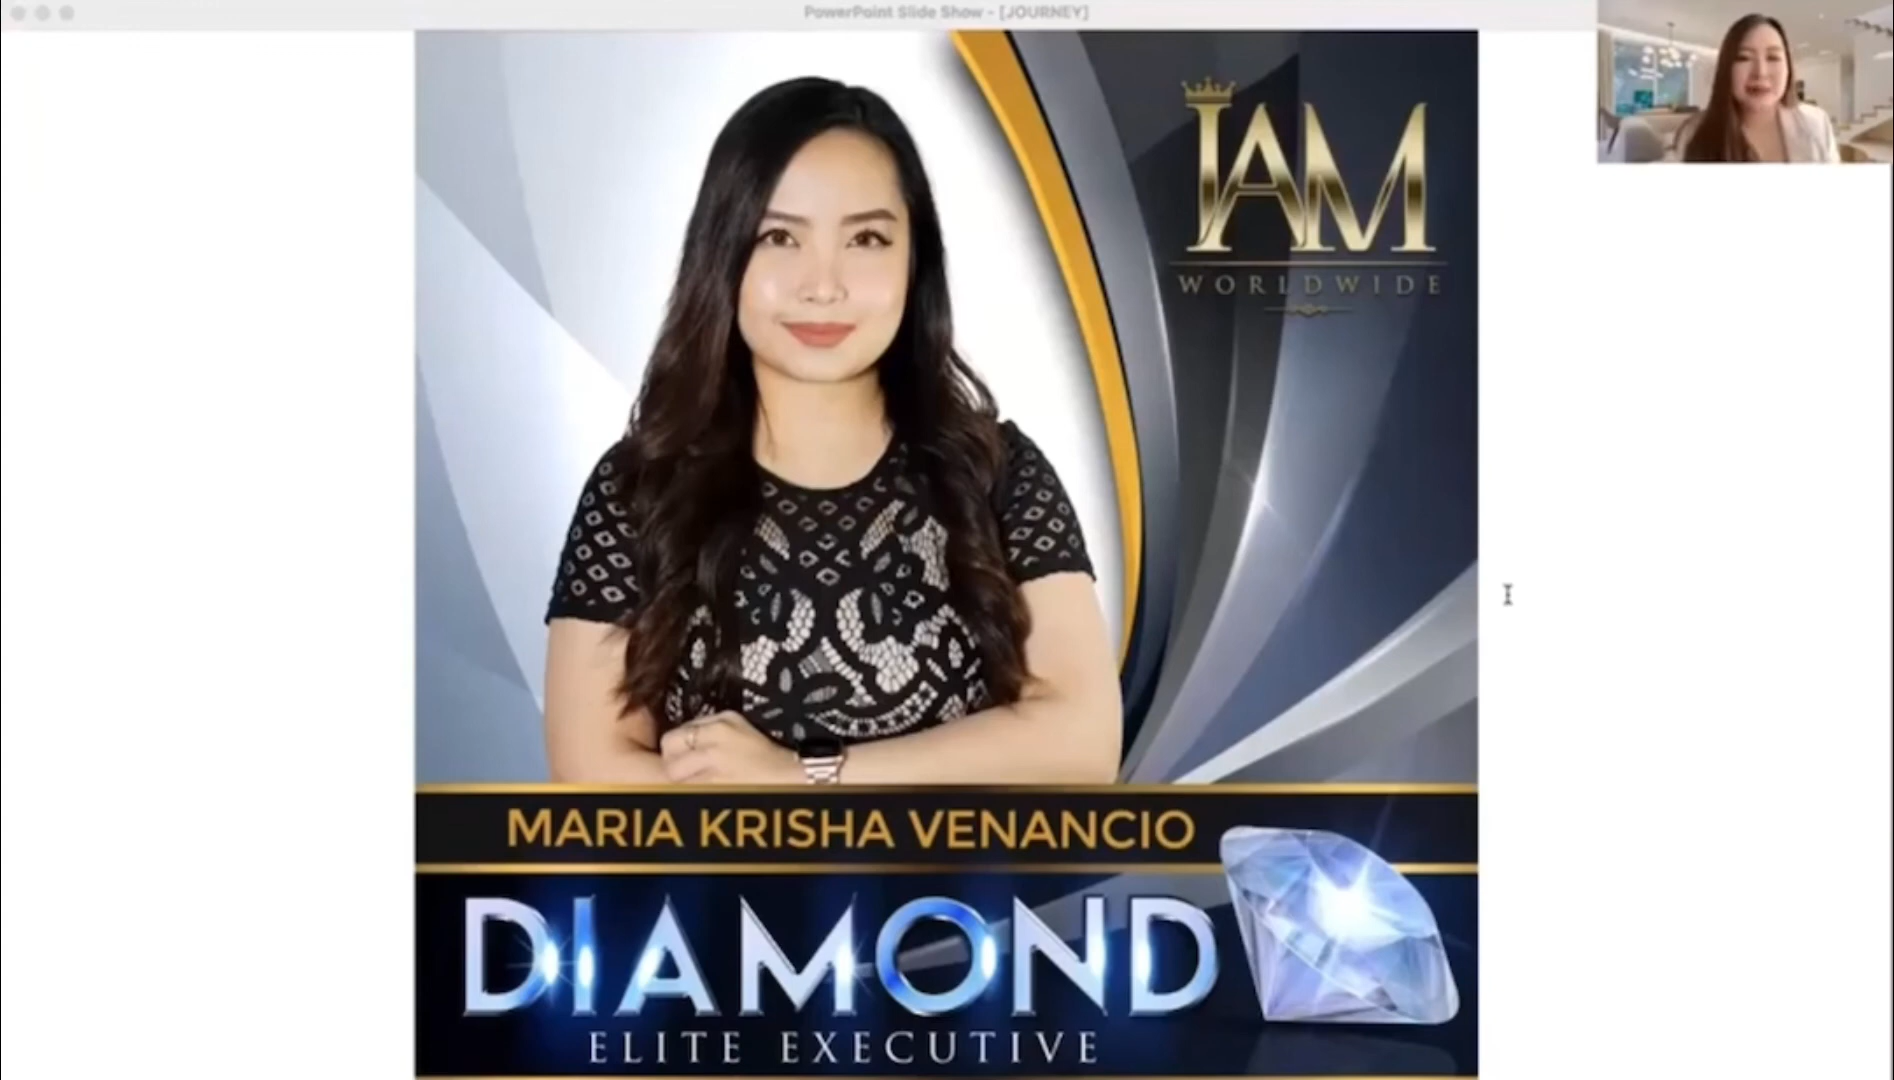 PowerPoint Slide Show - [JOURNEY]
IAM
WORLDWIDE
MARIA KRISHA VENANCIO
DIAMOND
ELITE EXECUTIVE